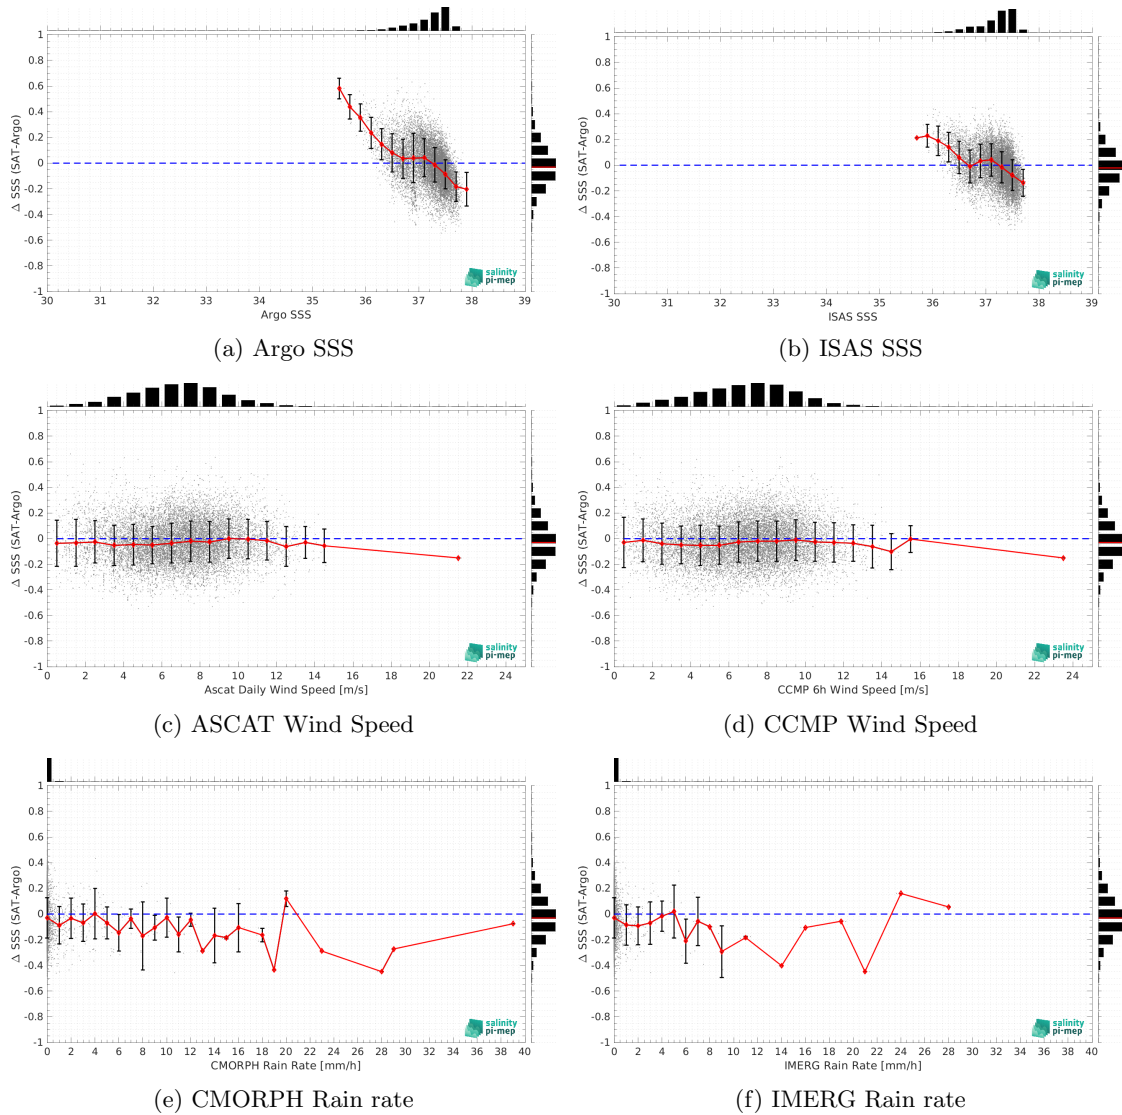 1
0.8
0.6
0.4
0.2
0
-0.2
-0.4
-0.6
-0.8
-1
Δ SSS (SAT-Argo)
30 31 32 33 34 35 36 37 38 39
Argo SSS
salinity
pi-mep
(a) Argo SSS
1
0.8
0.6
0.4
0.2
0
-0.2
-0.4
-0.6
-0.8
-1
Δ SSS (SAT-Argo)
30 31 32 33 34 35 36 37 38 39
ISAS SSS
salinity
pi-mep
(b) ISAS SSS
1
0.8
0.6
0.4
0.2
0
-0.2
-0.4
-0.6
-0.8
-1
Δ SSS (SAT-Argo)
0 2 4 6 8 10 12 14 16 18 20 22 24
Ascat Daily Wind Speed [m/s]
salinity
pi-mep
(c) ASCAT Wind Speed
1
0.8
0.6
0.4
0.2
0
-0.2
-0.4
-0.6
-0.8
-1
Δ SSS (SAT-Argo)
0 2 4 6 8 10 12 14 16 18 20 22 24
CCMP 6h Wind Speed [m/s]
salinity
pi-mep
(d) CCMP Wind Speed
1
0.8
0.6
0.4
0.2
0
-0.2
-0.4
-0.6
-0.8
-1
Δ SSS (SAT-Argo)
0 2 4 6 8 10 12 14 16 18 20 22 24 26 28 30 32 34 36 38 40
CMORPH Rain Rate [mm/h]
salinity
pi-mep
(e) CMORPH Rain rate
1
0.8
0.6
0.4
0.2
0
-0.2
-0.4
-0.6
-0.8
-1
Δ SSS (SAT-Argo)
0 2 4 6 8 10 12 14 16 18 20 22 24 26 28 30 32 34 36 38 40
IMERG Rain Rate [mm/h]
salinity
pi-mep
(f) IMERG Rain rate